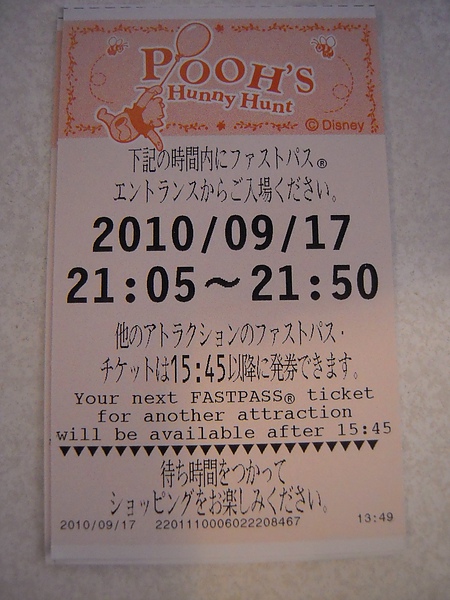 POOH'S
Hunny Hunt
© Disney
下記の時間内にファストパス®
エントランスからご入場ください。
2010/09/17
21:05～21:50
他のアトラクションのファストパス・
チケットは15:45以降に発券できます。
Your next FASTPASS® ticket
for another attraction
will be available after 15:45
▼▼▼▼▼▼▼▼▼▼▼▼▼▼▼▼▼▼▼▼▼▼▼▼▼▼▼
待ち時間をつかって
ショッピングをお楽しみください。
2010/09/17 2201110006022208467 13:49